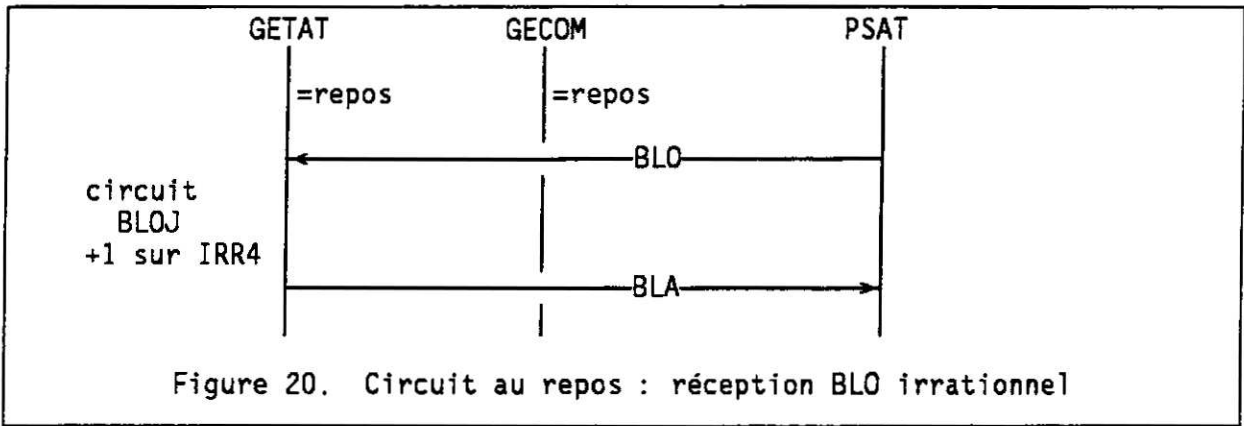 GETAT GECOM PSAT
=repos =repos
BLO
circuit
BLOJ
+1 sur IRR4
BLA
Figure 20. Circuit au repos : réception BLO irrationnel